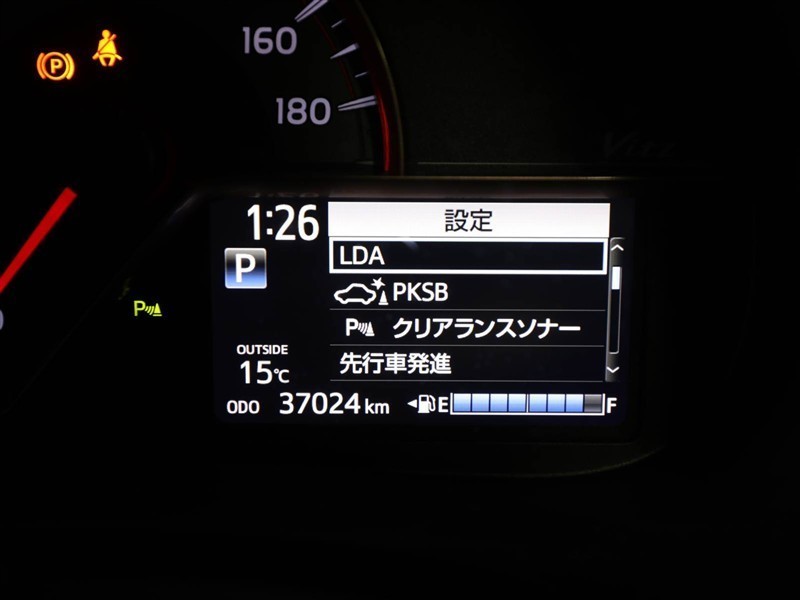 160
180
1:26
設定
LDA
P
PKSB
P クリアランスソナー
先行車発進
OUTSIDE
15℃
ODO 37024 km
E F
P
P